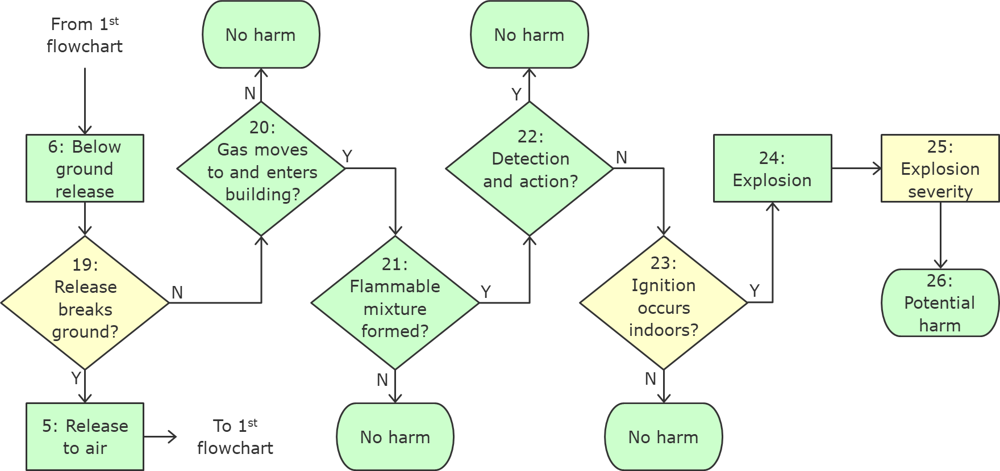 From 1st
flowchart
6: Below
ground
release
19:
Release
breaks
ground?
Y
N
5: Release
to air
To 1st
flowchart
No harm
N
20:
Gas moves
to and enters
building?
Y
21:
Flammable
mixture
formed?
Y
N
No harm
No harm
Y
22:
Detection
and action?
N
23:
Ignition
occurs
indoors?
Y
N
No harm
24:
Explosion
25:
Explosion
severity
26:
Potential
harm